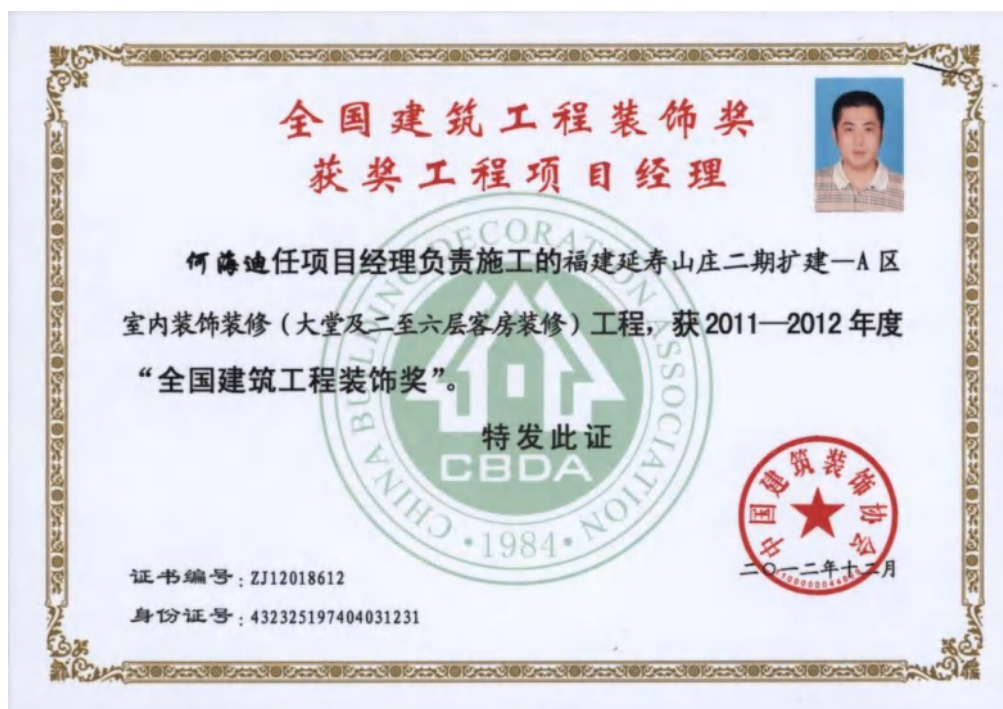 全国建筑工程装饰奖
获奖工程项目经理
何海迪任项目经理负责施工的福建延寿山庄二期扩建—A区
室内装饰装修（大堂及二至六层客房装修）工程，获2011—2012年度
“全国建筑工程装饰奖”。
特发此证
CHINA BUILDING DECORATION ASSOCIATION
CBDA
·1984·
中国建筑装饰协会
二〇一二年十二月
证书编号：ZJ12018612
身份证号：432325197404031231